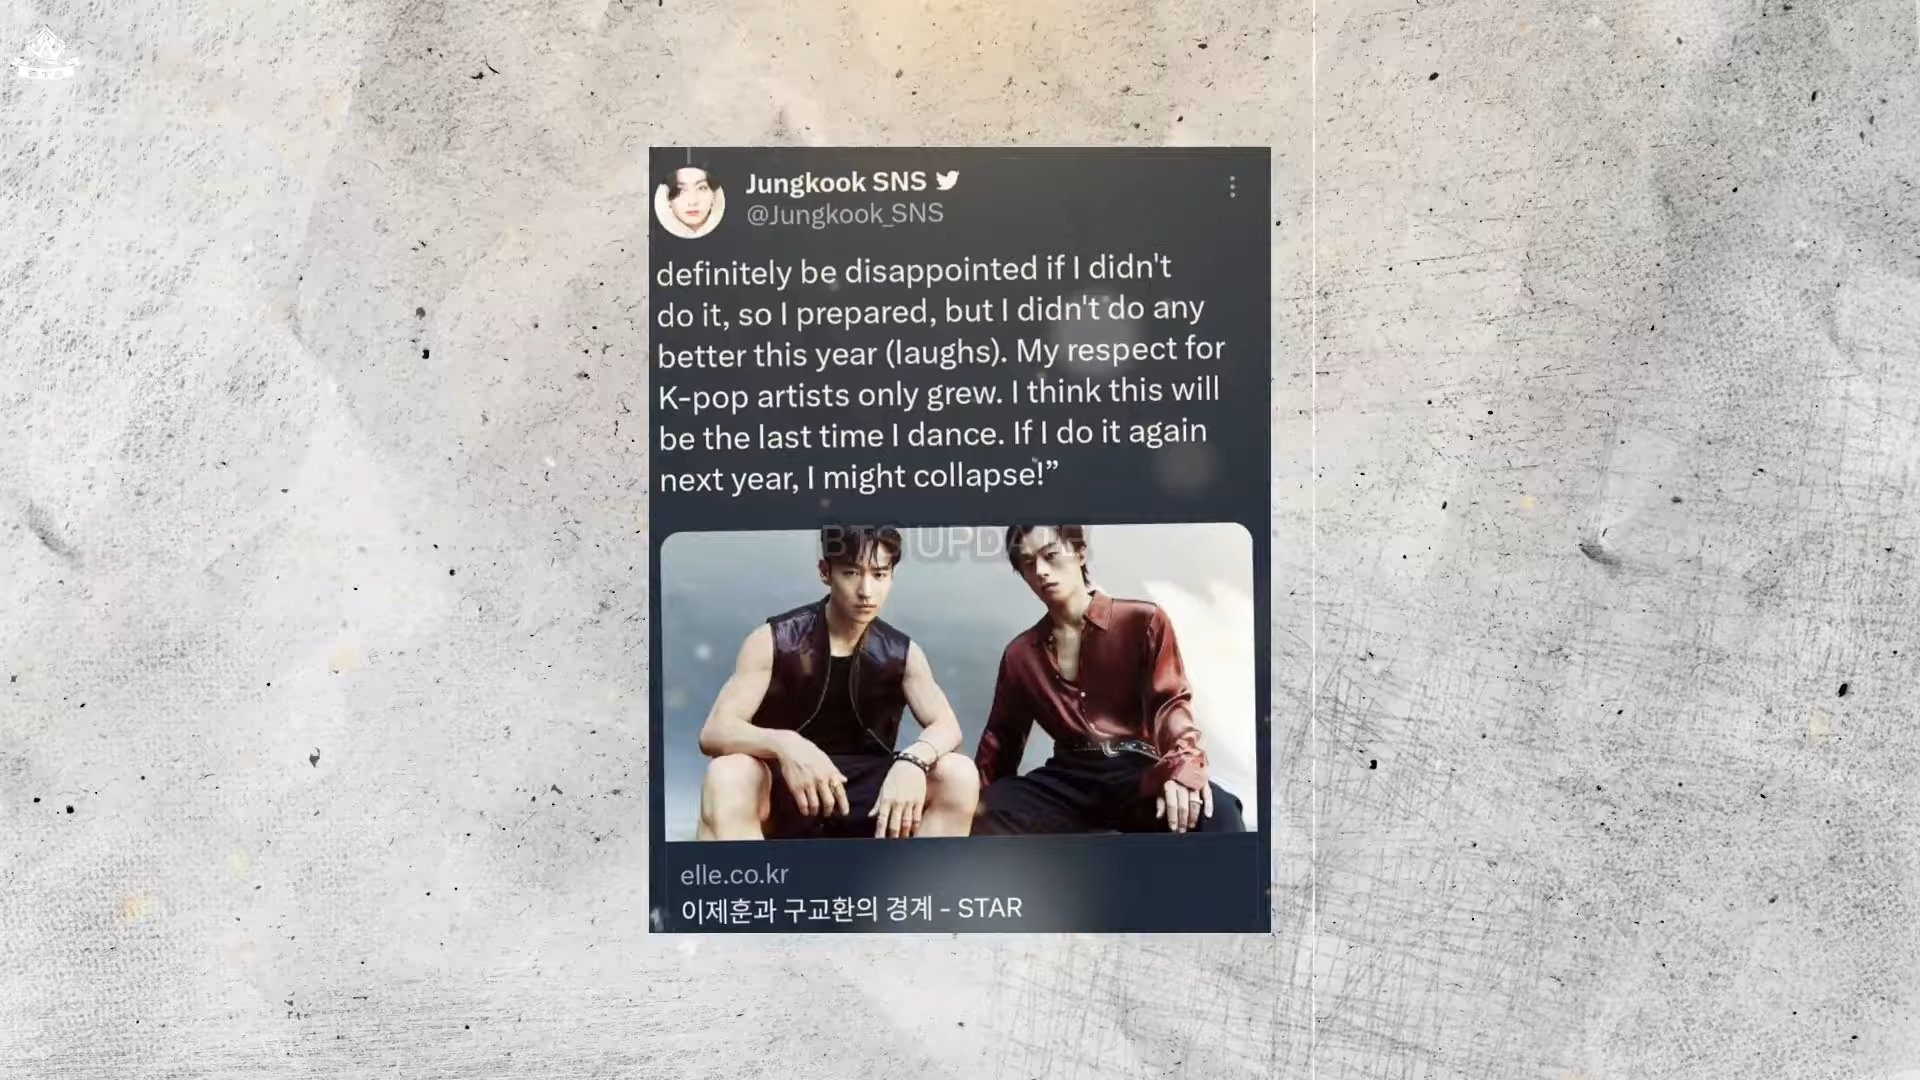 Jungkook SNS
@Jungkook_SNS
definitely be disappointed if I didn't
do it, so I prepared, but I didn't do any
better this year (laughs). My respect for
K-pop artists only grew. I think this will
be the last time I dance. If I do it again
next year, I might collapse!”
BTS UPDATE
elle.co.kr
이제훈과 구교환의 경계 - STAR